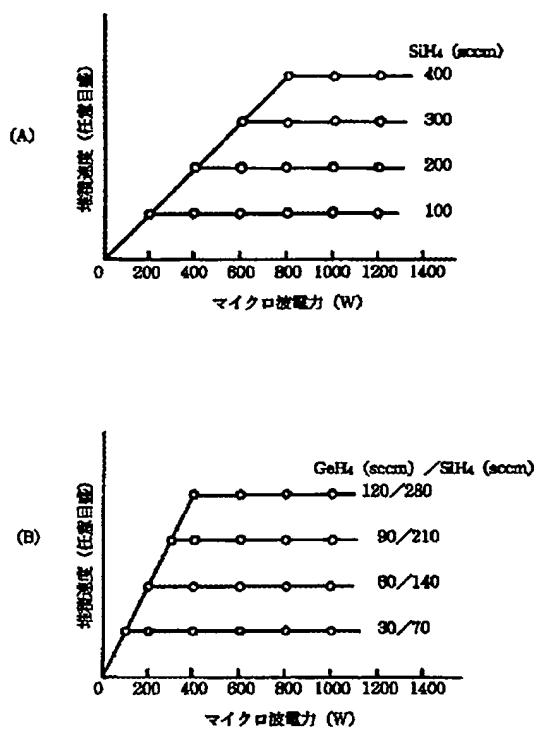 (A)
堆積速度 (任意目盛)
SiH₄ (sccm)
400
300
200
100
0 200 400 600 800 1000 1200 1400
マイクロ波電力 (W)
(B)
堆積速度 (任意目盛)
GeH₄ (sccm) /SiH₄ (sccm)
120/280
90/210
60/140
30/70
0 200 400 600 800 1000 1200 1400
マイクロ波電力 (W)